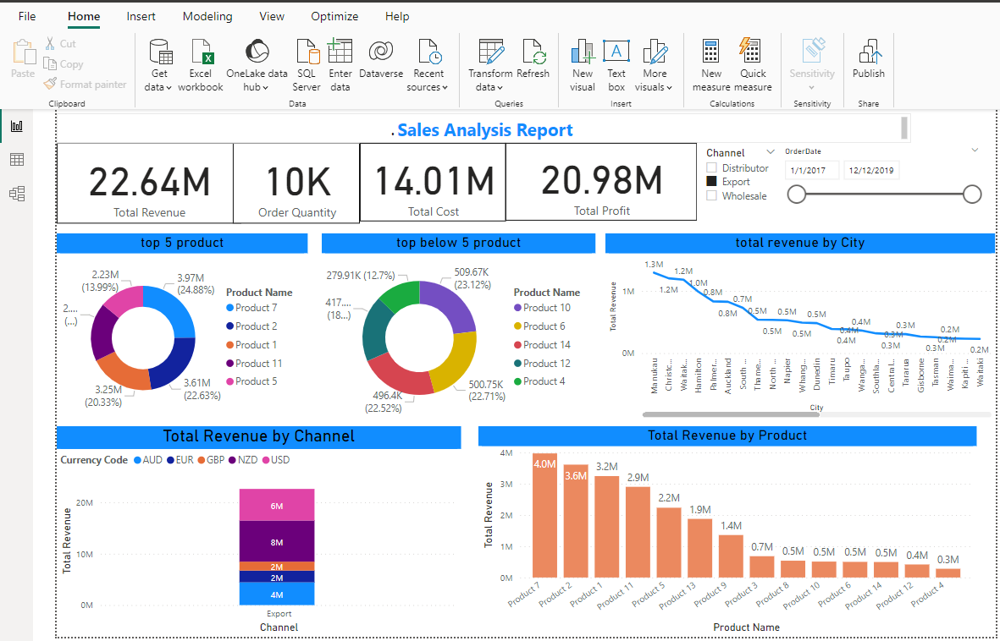 File Home Insert Modeling View Optimize Help
Paste
Cut
Copy
Format painter
Clipboard
Get data
Excel workbook
OneLake data hub
SQL Server
Enter data
Dataverse
Recent sources
Data
Transform data
Refresh
Queries
New visual
Text box
More visuals
Insert
New measure
Quick measure
Calculations
Sensitivity
Sensitivity
Publish
Share
. Sales Analysis Report
22.64M
Total Revenue
10K
Order Quantity
14.01M
Total Cost
20.98M
Total Profit
Channel
Distributor
Export
Wholesale
OrderDate
1/1/2017 12/12/2019
top 5 product
2.23M
(13.99%)
3.97M
(24.88%)
2....
(...)
3.25M
(20.33%)
3.61M
(22.63%)
Product Name
Product 7
Product 2
Product 1
Product 11
Product 5
top below 5 product
279.91K (12.7%)
509.67K
(23.12%)
417....
(18...)
496.4K
(22.52%)
500.75K
(22.71%)
Product Name
Product 10
Product 6
Product 14
Product 12
Product 4
total revenue by City
Total Revenue
1M
0M
1.3M 1.2M 1.2M 1.0M 0.8M 0.8M 0.7M 0.5M 0.5M 0.5M 0.5M 0.5M 0.4M 0.4M 0.4M 0.3M 0.3M 0.3M 0.3M 0.2M 0.2M 0.2M
Manukau Christc... Waitak... Hamilton Palmer... Auckland South ... Thame... North ... Napier Whang... Dunedin Timaru Taupo Wanga... Southla... Central... Tararua Gisborne Tasman Waima... Kapiti ... Waitaki
City
Total Revenue by Channel
Currency Code AUD EUR GBP NZD USD
Total Revenue
20M
10M
0M
6M
8M
2M
2M
4M
Export
Channel
Total Revenue by Product
Total Revenue
4M
3M
2M
1M
0M
4.0M 3.6M 3.2M 2.9M 2.2M 1.9M 1.4M 0.7M 0.5M 0.5M 0.5M 0.5M 0.4M 0.3M
Product 7 Product 2 Product 1 Product 11 Product 5 Product 13 Product 9 Product 3 Product 8 Product 10 Product 6 Product 14 Product 12 Product 4
Product Name